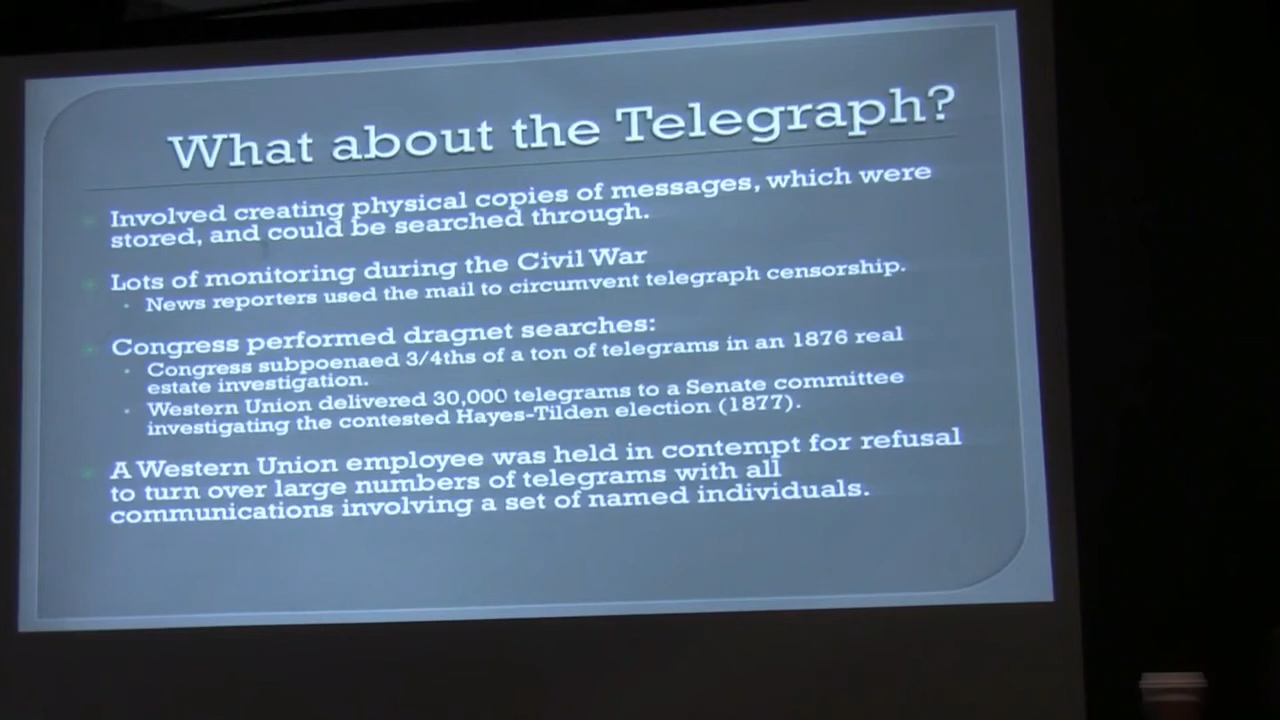 What about the Telegraph?
Involved creating physical copies of messages, which were
stored, and could be searched through.
Lots of monitoring during the Civil War
News reporters used the mail to circumvent telegraph censorship.
Congress performed dragnet searches:
Congress subpoenaed 3/4ths of a ton of telegrams in an 1876 real
estate investigation.
Western Union delivered 30,000 telegrams to a Senate committee
investigating the contested Hayes-Tilden election (1877).
A Western Union employee was held in contempt for refusal
to turn over large numbers of telegrams with all
communications involving a set of named individuals.